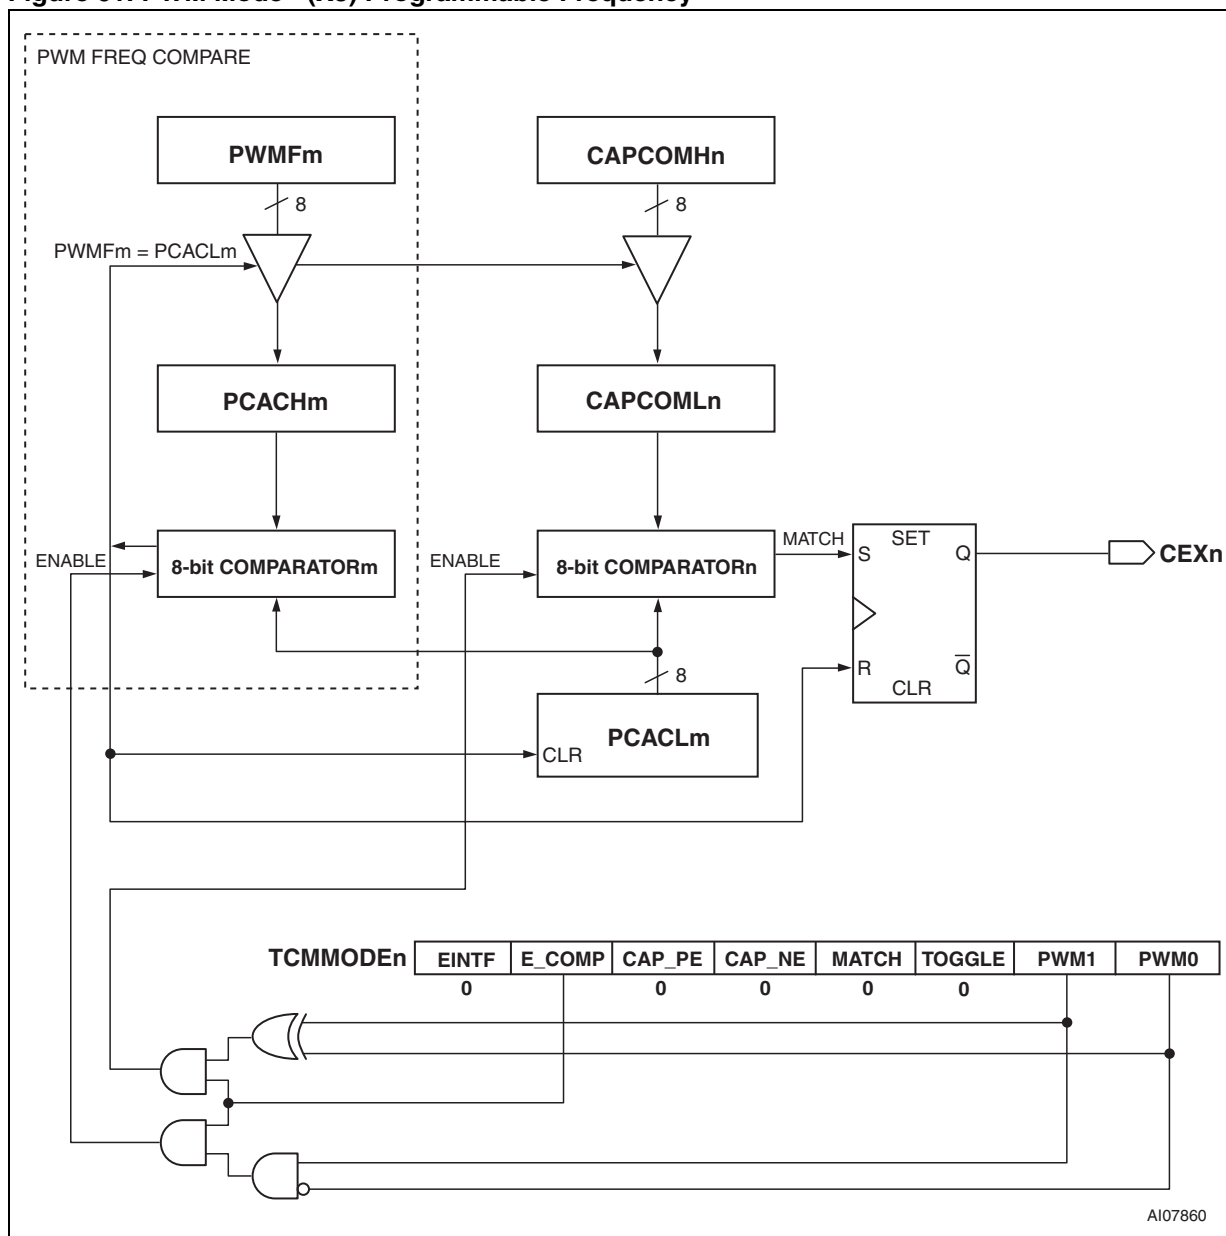 PWM FREQ COMPARE
PWMFm
CAPCOMHn
8
8
PWMFm = PCACLm
PCACHm
CAPCOMLn
ENABLE
8-bit COMPARATORm
ENABLE
8-bit COMPARATORn
MATCH
SET
S
Q
CEXn
R
Q
CLR
8
PCACLm
CLR
TCMMODEn
EINTF E_COMP CAP_PE CAP_NE MATCH TOGGLE PWM1 PWM0
0 0 0 0 0
AI07860